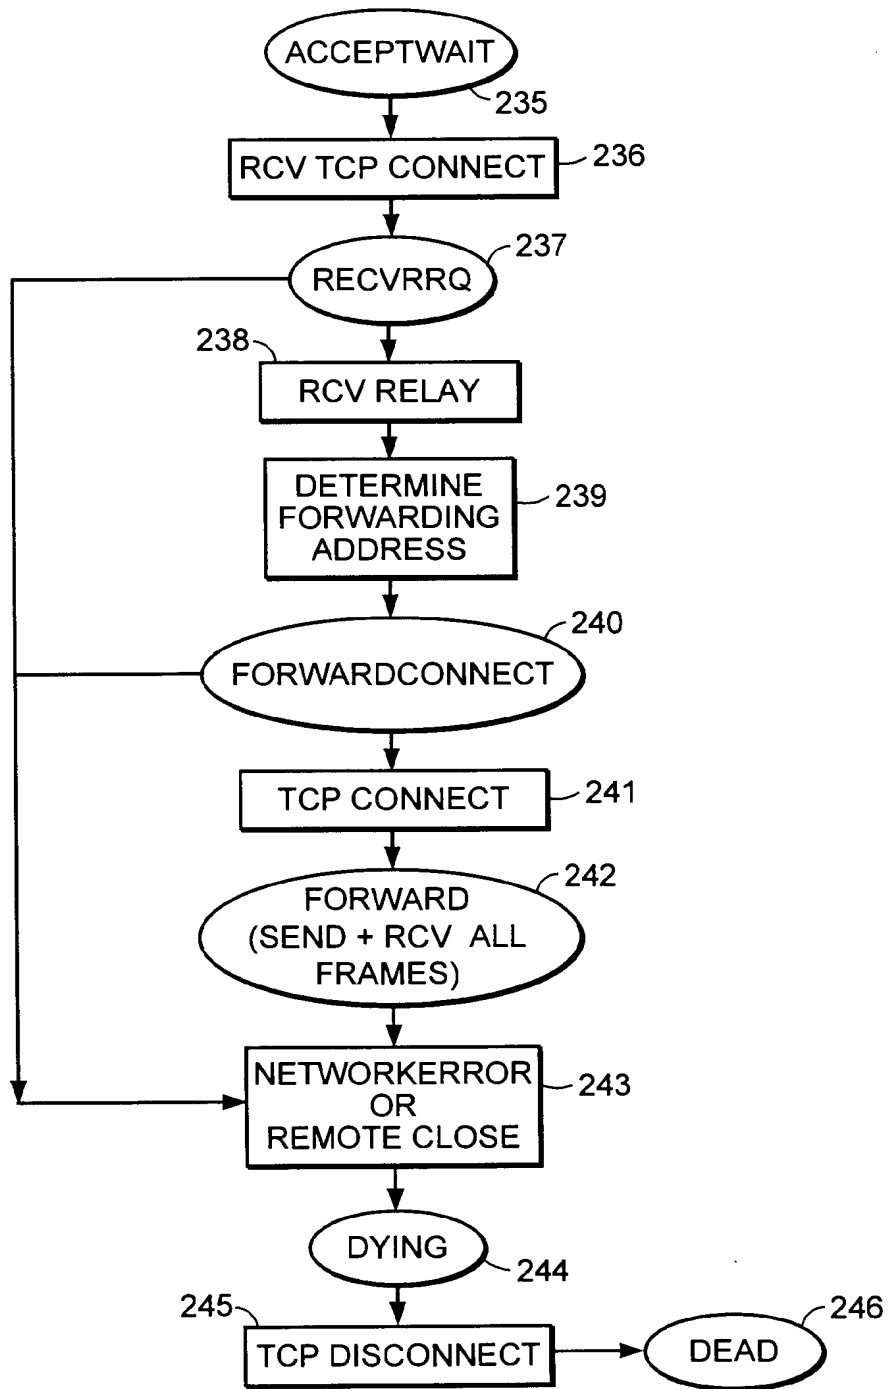 ACCEPTWAIT
235
RCV TCP CONNECT
236
237
RECVRRQ
238
RCV RELAY
DETERMINE
FORWARDING
ADDRESS
239
240
FORWARDCONNECT
TCP CONNECT
241
242
FORWARD
(SEND + RCV ALL
FRAMES)
NETWORKERROR
OR
REMOTE CLOSE
243
DYING
244
245
TCP DISCONNECT
246
DEAD